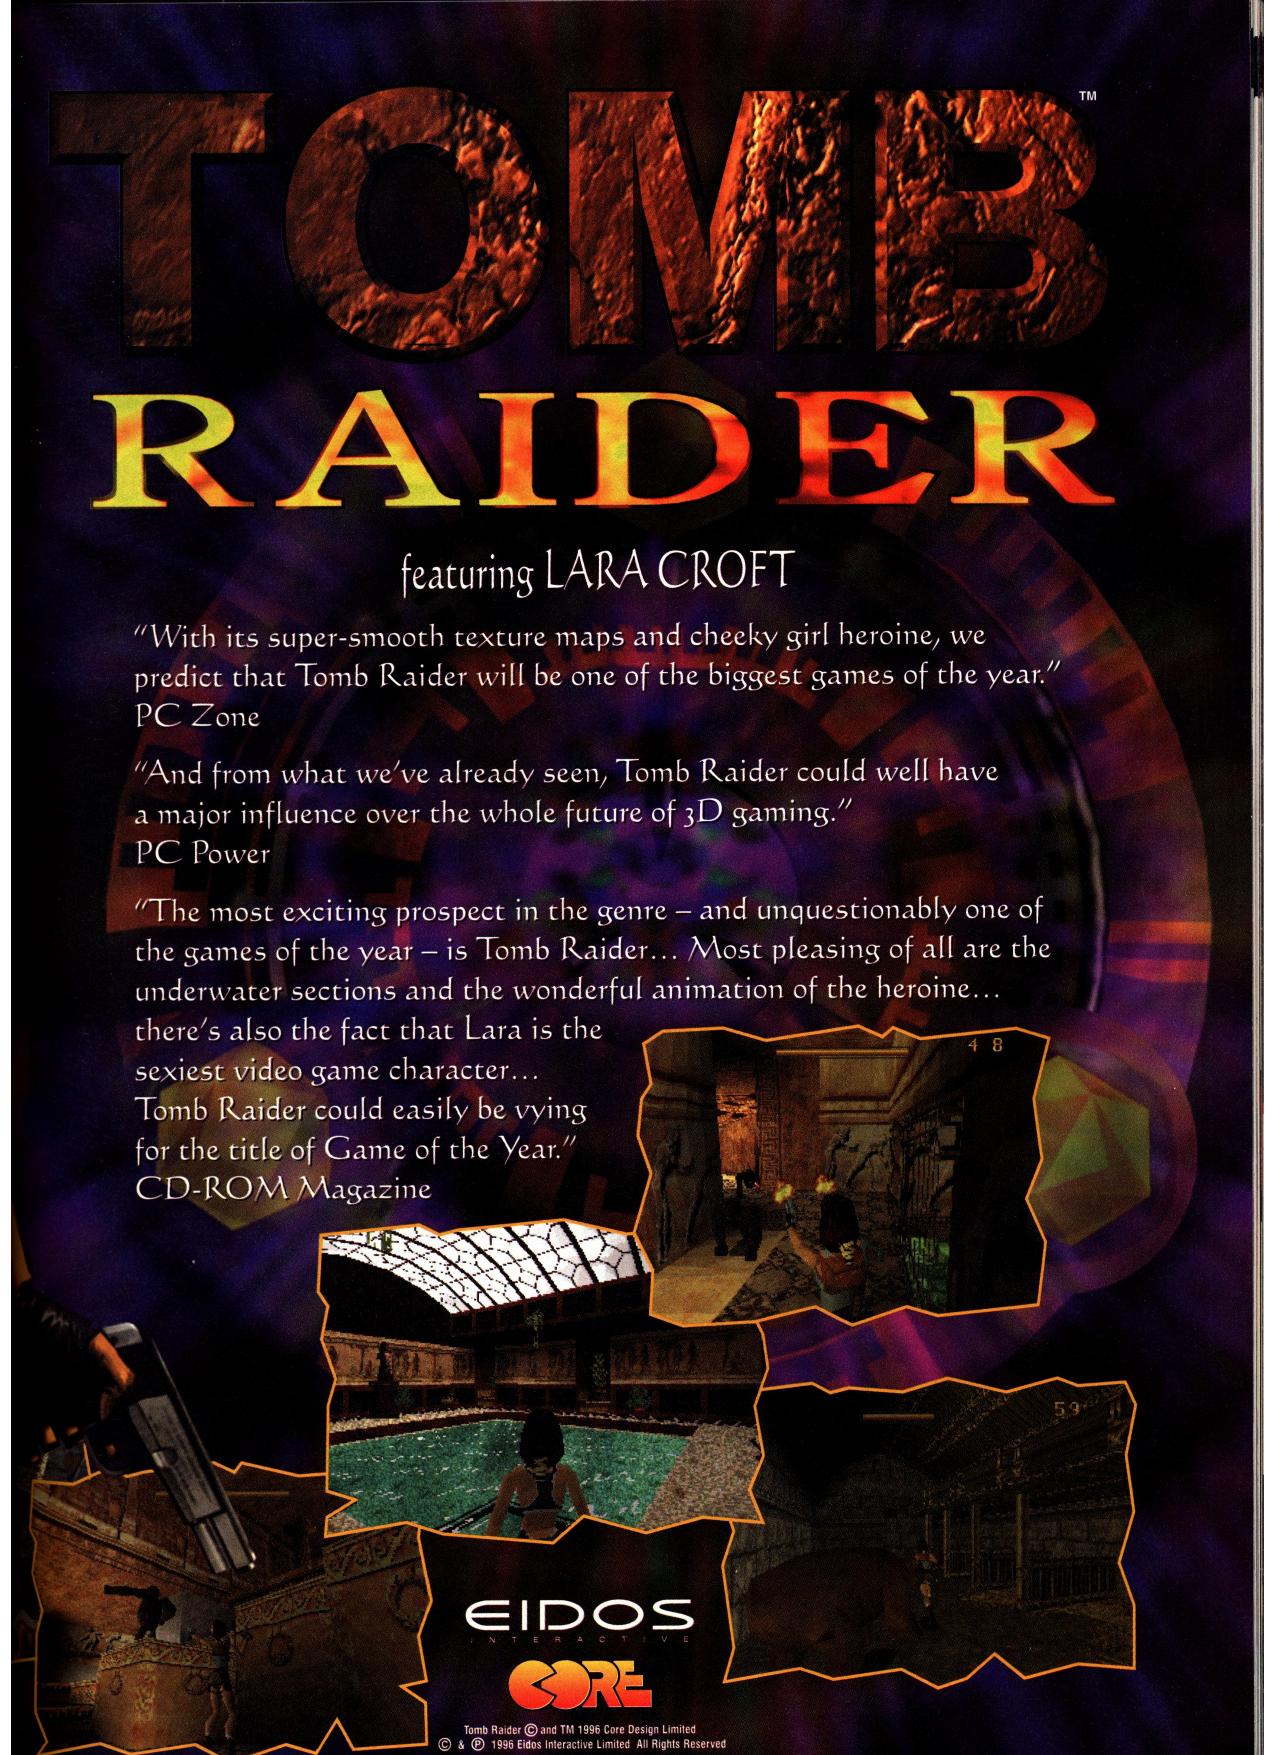 TOMB™
RAIDER
featuring LARA CROFT
“With its super-smooth texture maps and cheeky girl heroine, we
predict that Tomb Raider will be one of the biggest games of the year.”
PC Zone
“And from what we've already seen, Tomb Raider could well have
a major influence over the whole future of 3D gaming.”
PC Power
“The most exciting prospect in the genre – and unquestionably one of
the games of the year – is Tomb Raider... Most pleasing of all are the
underwater sections and the wonderful animation of the heroine...
there's also the fact that Lara is the
sexiest video game character...
Tomb Raider could easily be vying
for the title of Game of the Year.”
CD-ROM Magazine
48
59
EIDOS
INTERACTIVE
CORE
Tomb Raider © and TM 1996 Core Design Limited
© & ℗ 1996 Eidos Interactive Limited All Rights Reserved